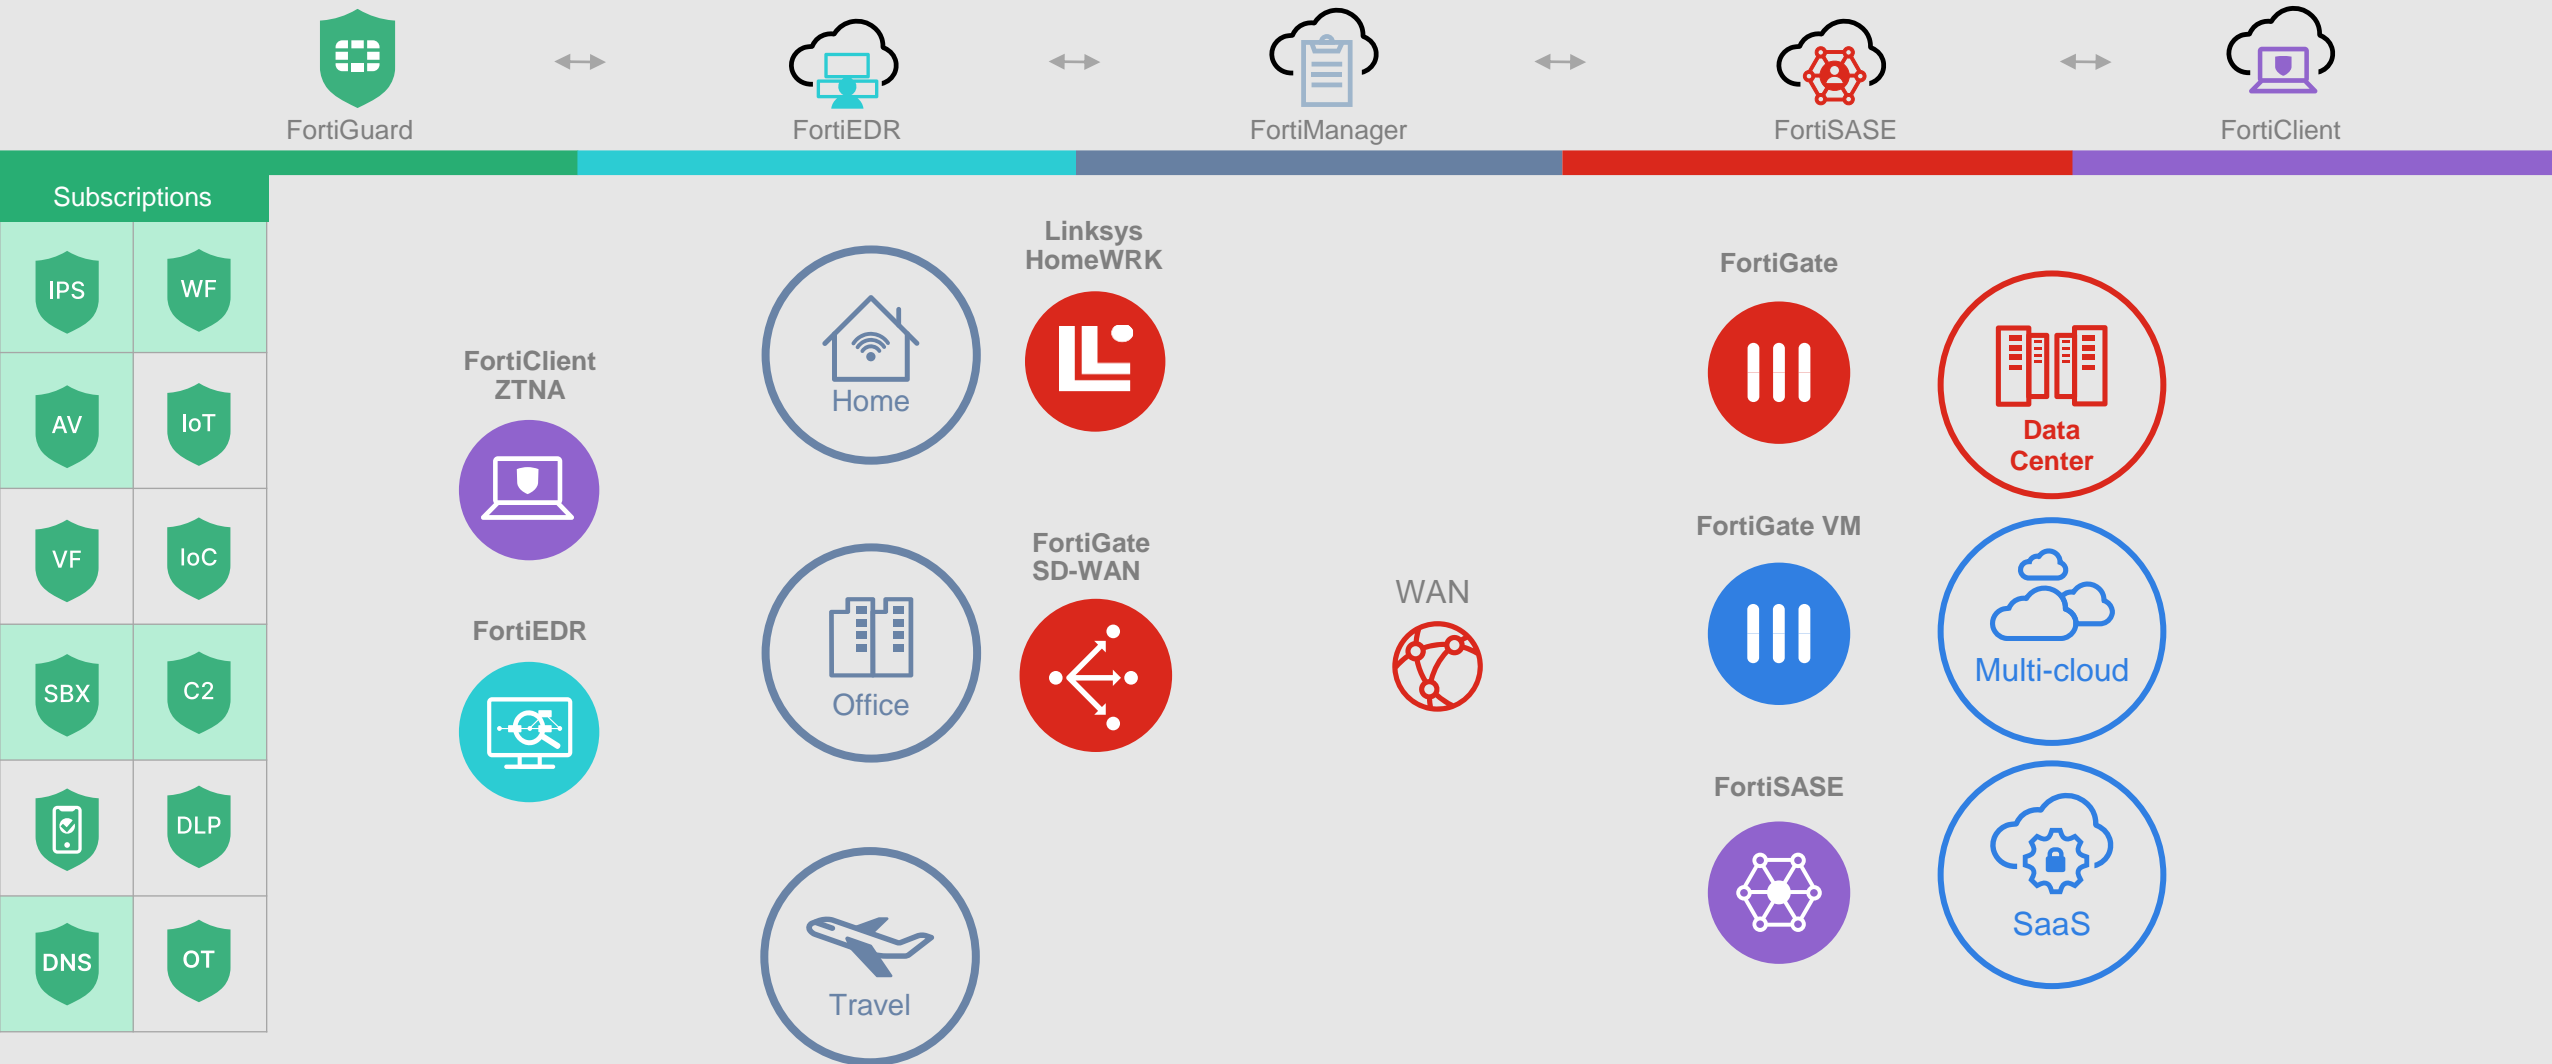 FortiGuard
FortiEDR
FortiManager
FortiSASE
FortiClient
Subscriptions
IPS
WF
AV
IoT
VF
IoC
SBX
C2
DLP
DNS
OT
FortiClient
ZTNA
FortiEDR
Home
Office
Travel
Linksys
HomeWRK
FortiGate
SD-WAN
WAN
FortiGate
FortiGate VM
FortiSASE
Data
Center
Multi-cloud
SaaS